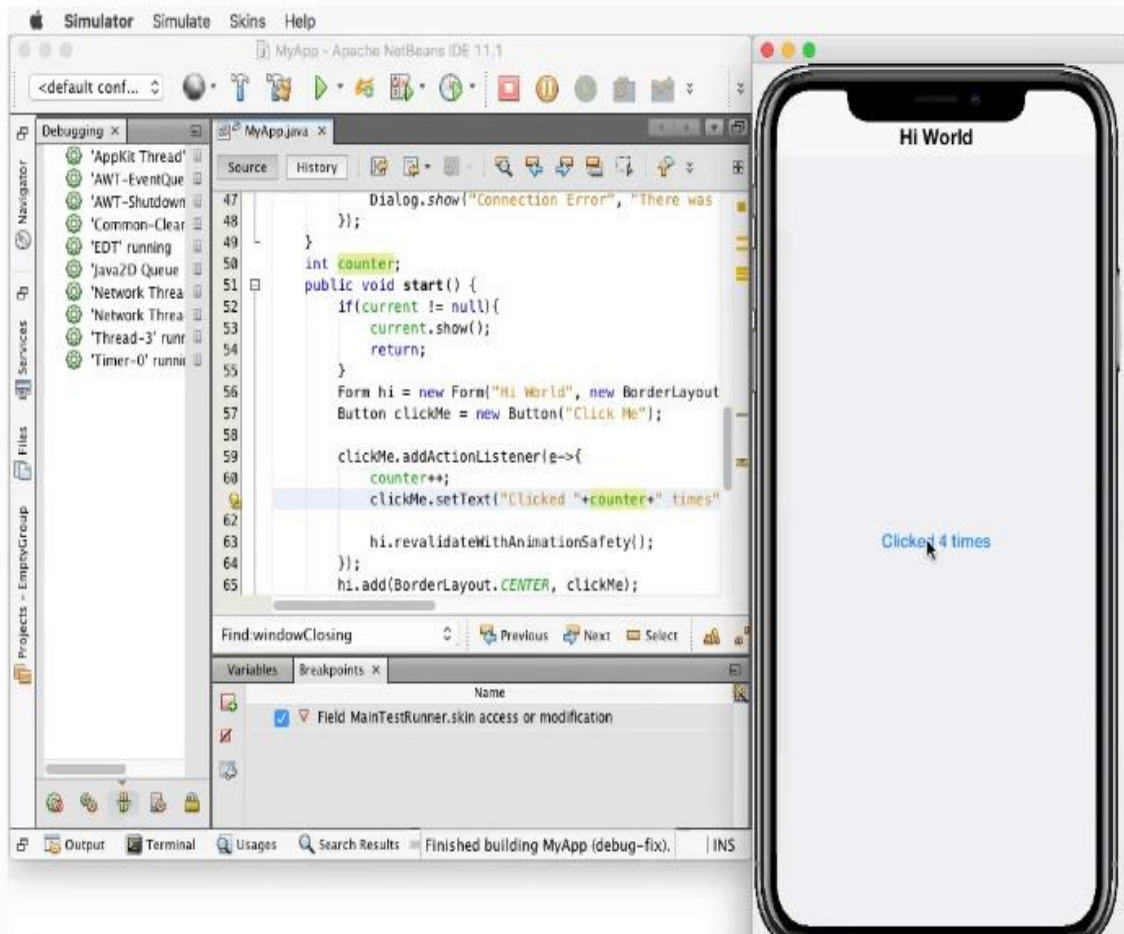 Simulator Simulate Skins Help
MyApp - Apache NetBeans IDE 11.1
<default conf...
Debugging ×
'AppKit Thread'
'AWT-EventQue
'AWT-Shutdown
'Common-Clear
'EDT' running
'Java2D Queue
'Network Threa
'Network Threa
'Thread-3' runr
'Timer-0' runnin
Navigator
Services
Files
Projects - EmptyGroup
MyApp.java ×
Source History
47 Dialog.show("Connection Error", "There was
48 });
49 }
50 int counter;
51 public void start() {
52 if(current != null){
53 current.show();
54 return;
55 }
56 Form hi = new Form("Hi World", new BorderLayout
57 Button clickMe = new Button("Click Me");
58
59 clickMe.addActionListener(e->{
60 counter++;
clickMe.setText("Clicked "+counter+" times"
62
63 hi.revalidateWithAnimationSafety();
64 });
65 hi.add(BorderLayout.CENTER, clickMe);
Find:windowClosing Previous Next Select
Variables Breakpoints ×
Name
Field MainTestRunner.skin access or modification
Output Terminal Usages Search Results Finished building MyApp (debug-fix). INS
Hi World
Clicked 4 times